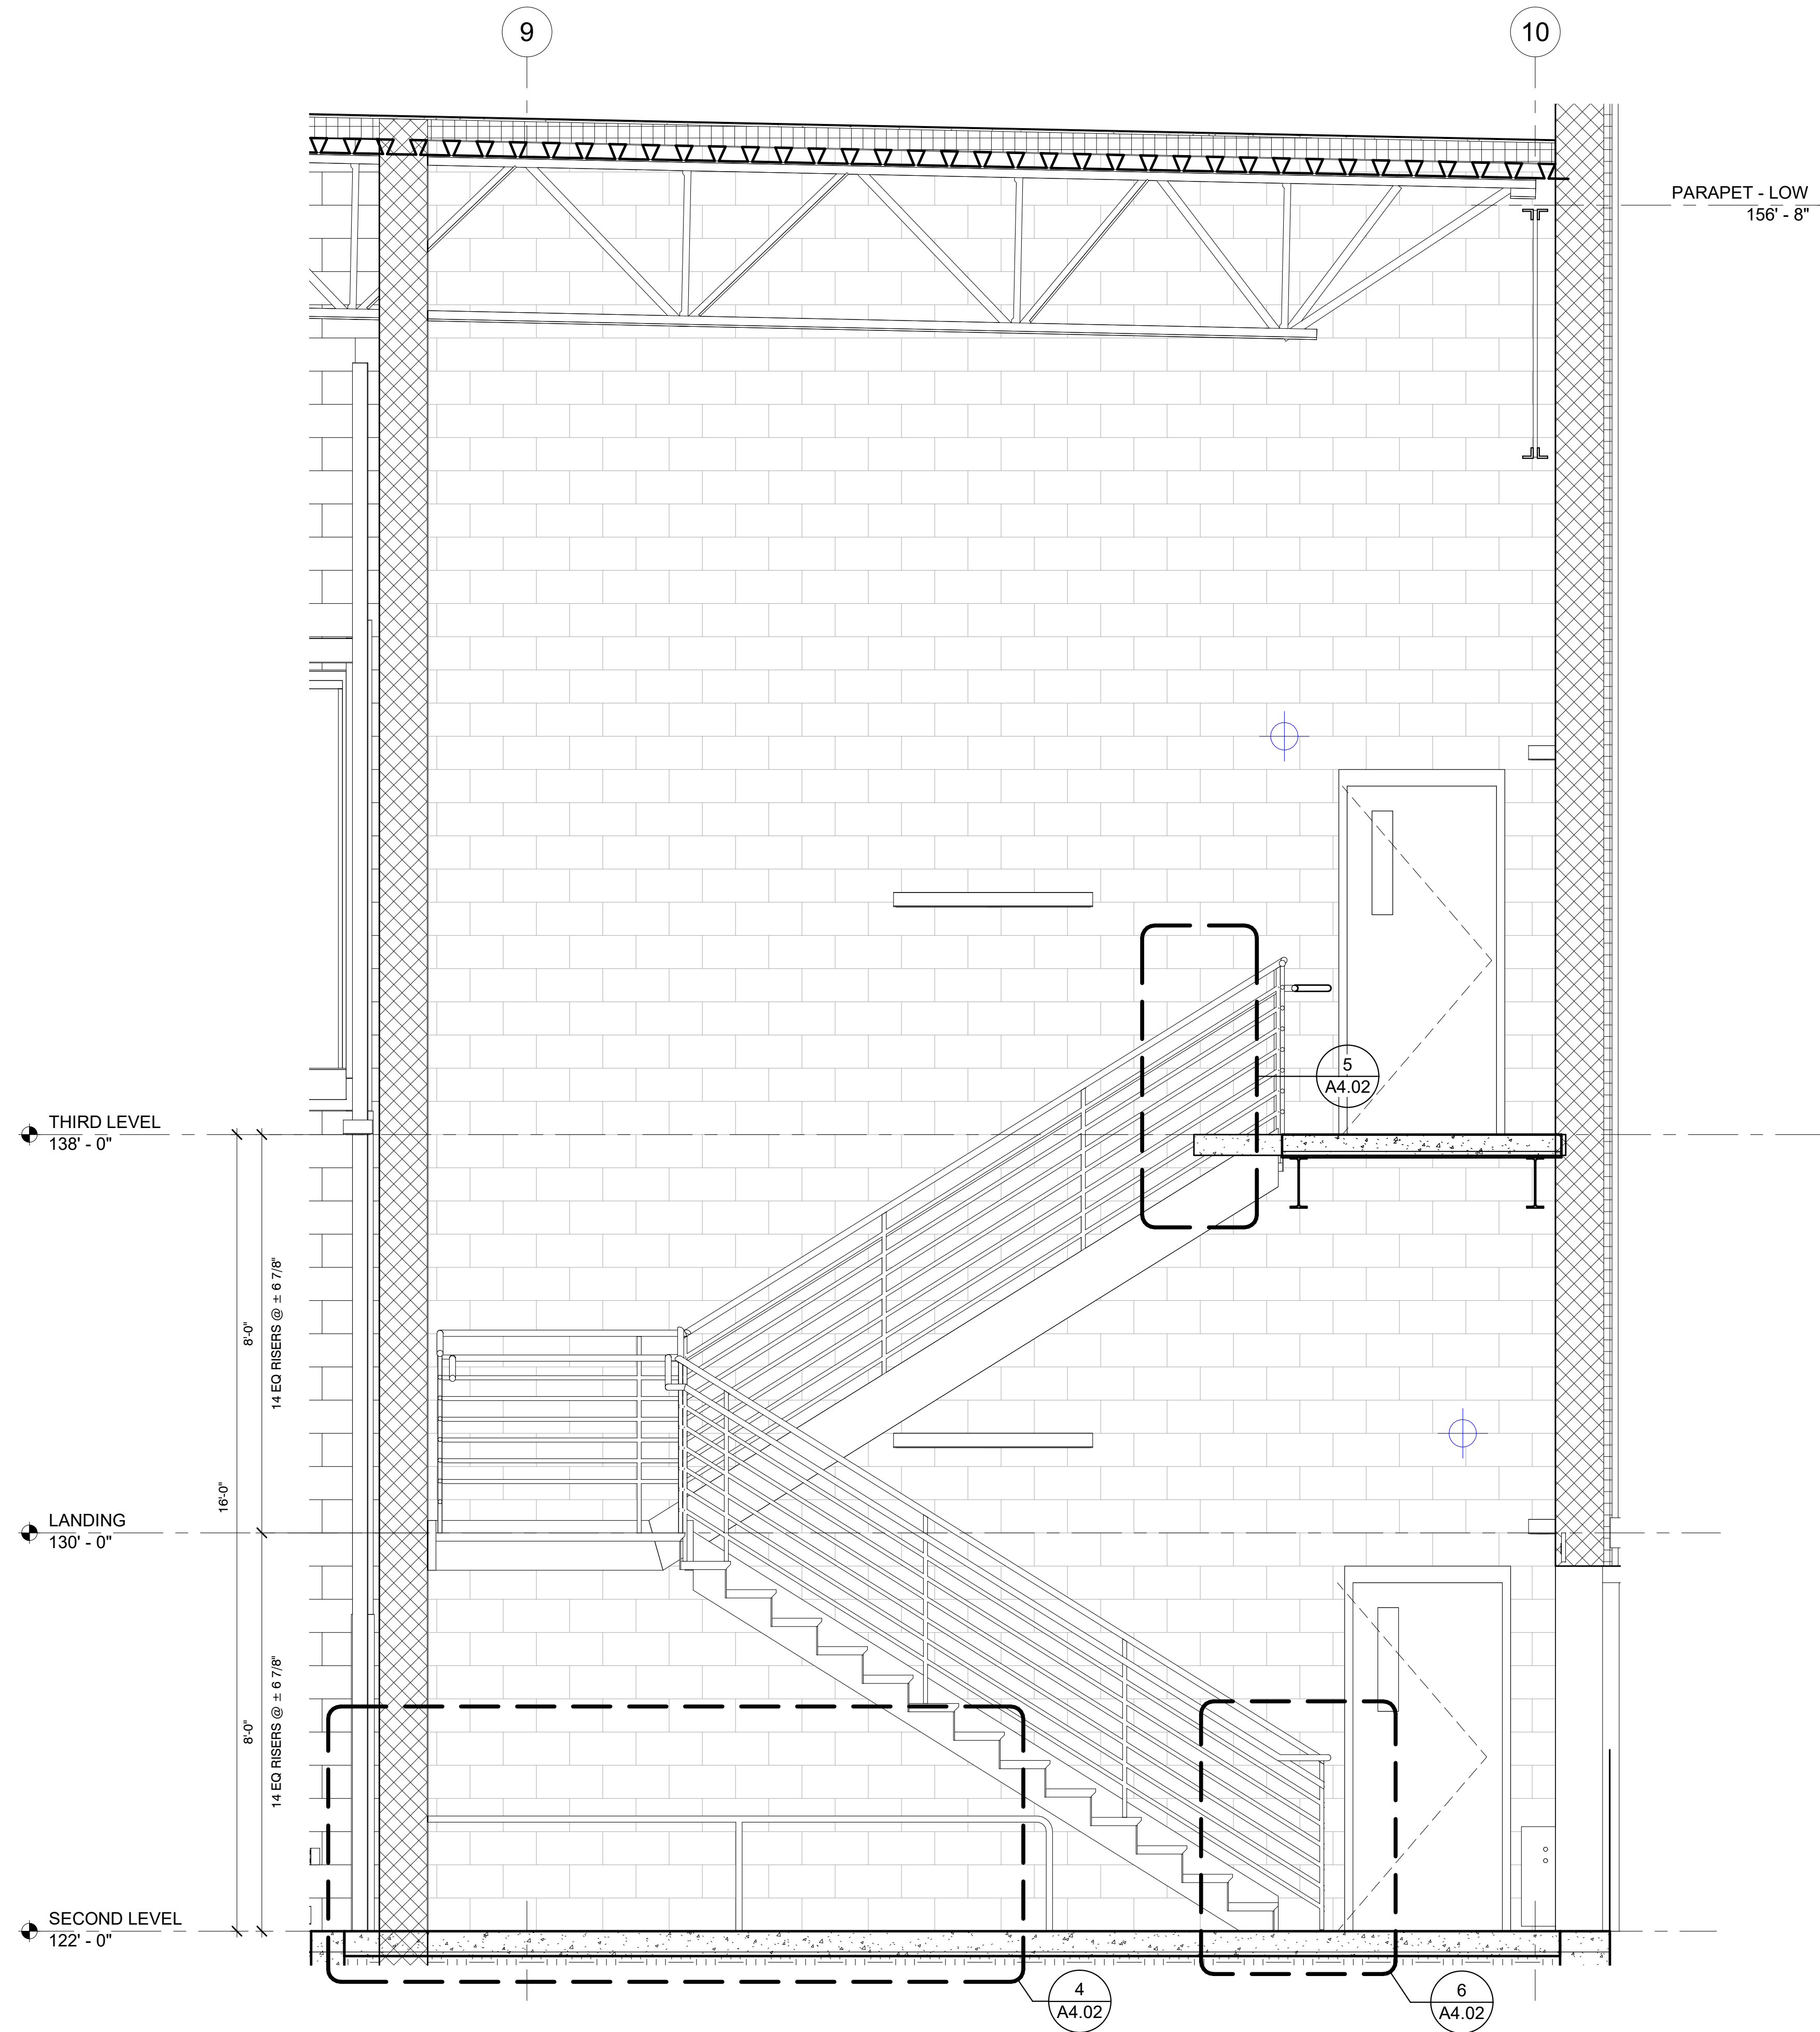 9
10
PARAPET - LOW
156' - 8"
5
A4.02
THIRD LEVEL
138' - 0"
8'-0"
14 EQ RISERS @ ± 6 7/8"
16'-0"
LANDING
130' - 0"
8'-0"
14 EQ RISERS @ ± 6 7/8"
SECOND LEVEL
122' - 0"
4
A4.02
6
A4.02